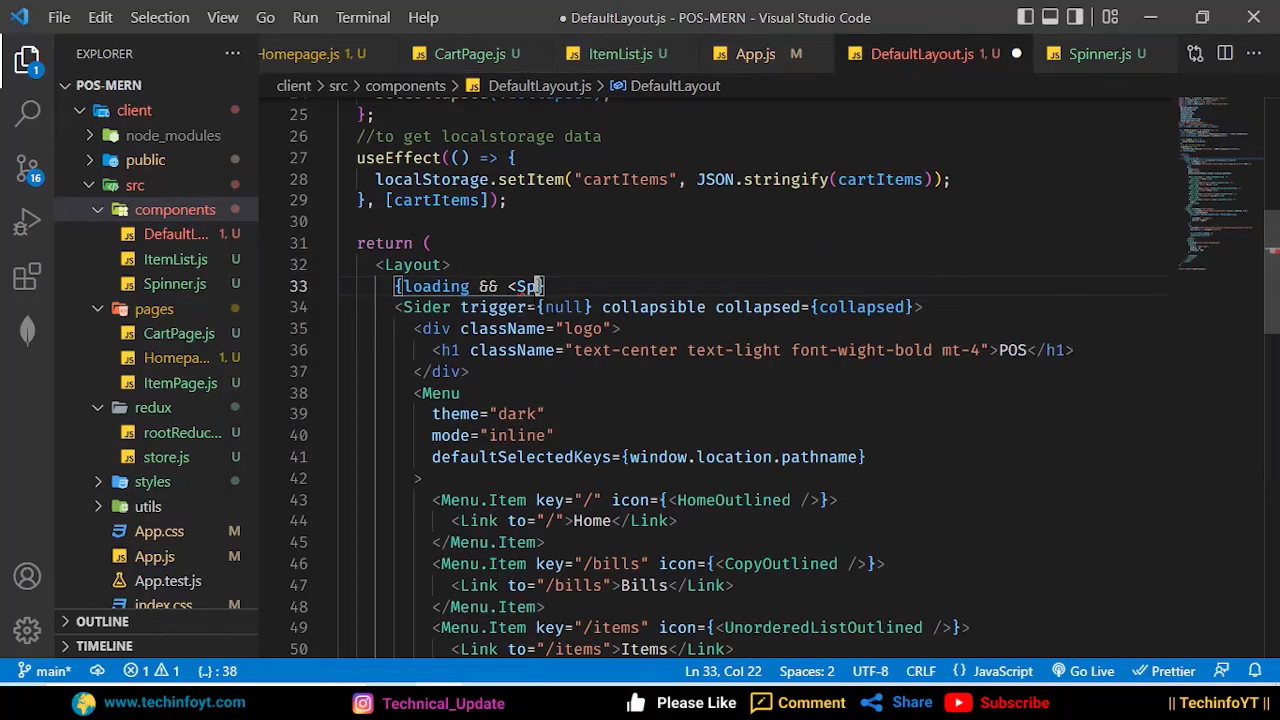 File Edit Selection View Go Run Terminal Help ● DefaultLayout.js - POS-MERN - Visual Studio Code
EXPLORER
Homepage.js 1, U
CartPage.js U
ItemList.js U
App.js M
DefaultLayout.js 1, U
Spinner.js U
POS-MERN
client > src > components > DefaultLayout.js > DefaultLayout
client
node_modules
public
src
components
DefaultL... 1, U
ItemList.js U
Spinner.js U
pages
CartPage.js U
Homepa... 1, U
ItemPage.js U
redux
rootReduc... U
store.js U
styles
utils
App.css M
App.js M
App.test.js
index.css M
OUTLINE
TIMELINE
1
16
25 };
26 //to get localstorage data
27 useEffect(() => {
28 localStorage.setItem("cartItems", JSON.stringify(cartItems));
29 }, [cartItems]);
30
31 return (
32 <Layout>
33 {loading && <Sp}
34 <Sider trigger={null} collapsible collapsed={collapsed}>
35 <div className="logo">
36 <h1 className="text-center text-light font-wight-bold mt-4">POS</h1>
37 </div>
38 <Menu
39 theme="dark"
40 mode="inline"
41 defaultSelectedKeys={window.location.pathname}
42 >
43 <Menu.Item key="/" icon={<HomeOutlined />}>
44 <Link to="/">Home</Link>
45 </Menu.Item>
46 <Menu.Item key="/bills" icon={<CopyOutlined />}>
47 <Link to="/bills">Bills</Link>
48 </Menu.Item>
49 <Menu.Item key="/items" icon={<UnorderedListOutlined />}>
50 <Link to="/items">Items</Link>
main* 1 1 {..} : 38 Ln 33, Col 22 Spaces: 2 UTF-8 CRLF {} JavaScript Go Live Prettier
www.techinfoyt.com Technical_Update Please Like Comment Share Subscribe || TechinfoYT ||